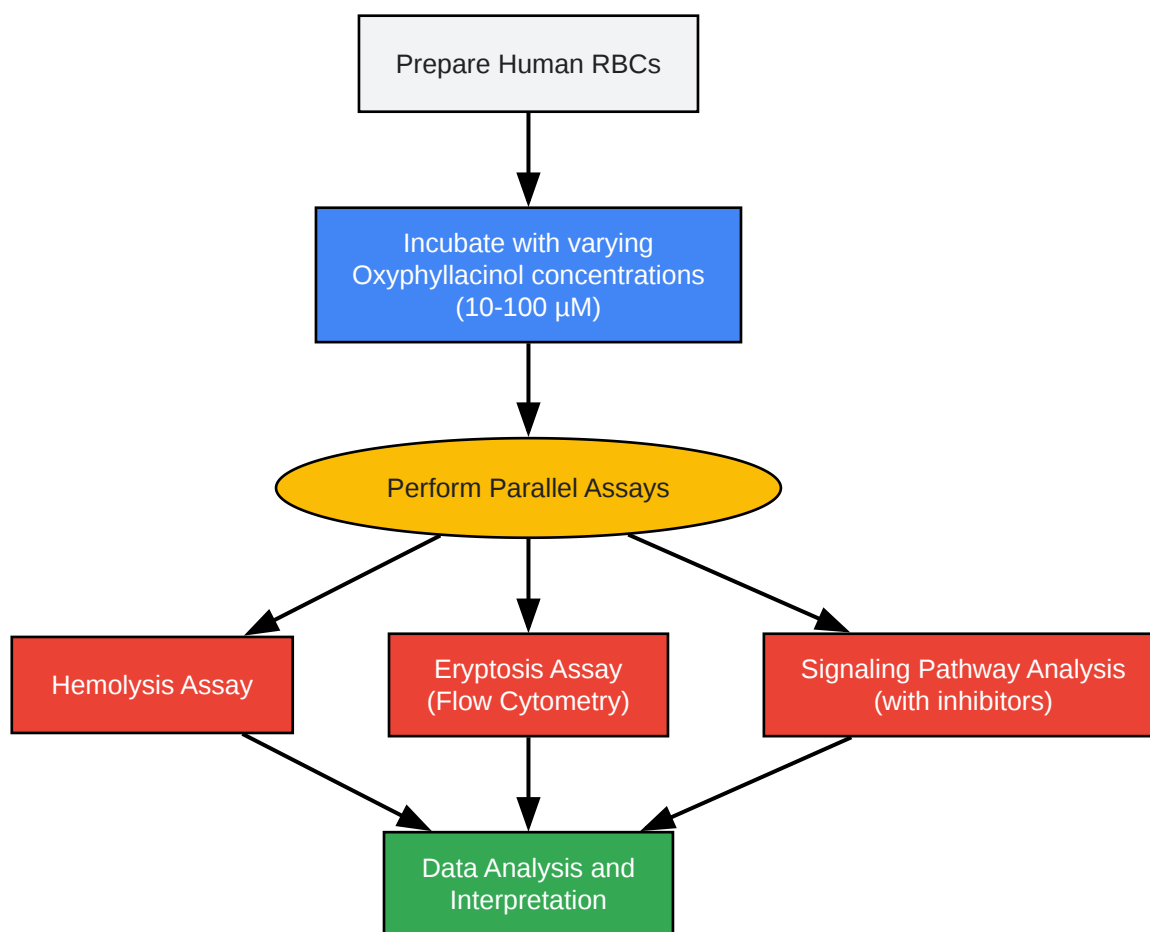 Prepare Human RBCs
Incubate with varying
Oxyphyllacinol concentrations
(10-100 µM)
Perform Parallel Assays
Hemolysis Assay
Eryptosis Assay
(Flow Cytometry)
Signaling Pathway Analysis
(with inhibitors)
Data Analysis and
Interpretation